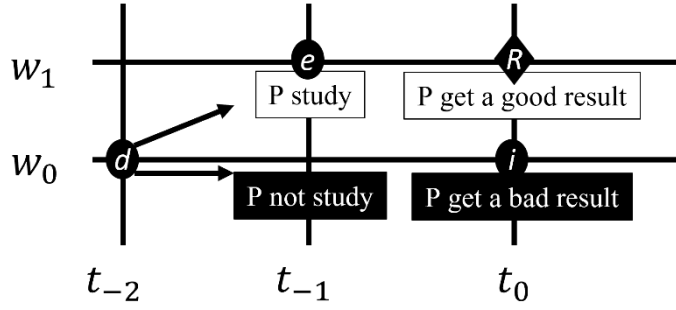 w₁ e R
P study P get a good result
w₀ d i
P not study P get a bad result
t₋₂ t₋₁ t₀